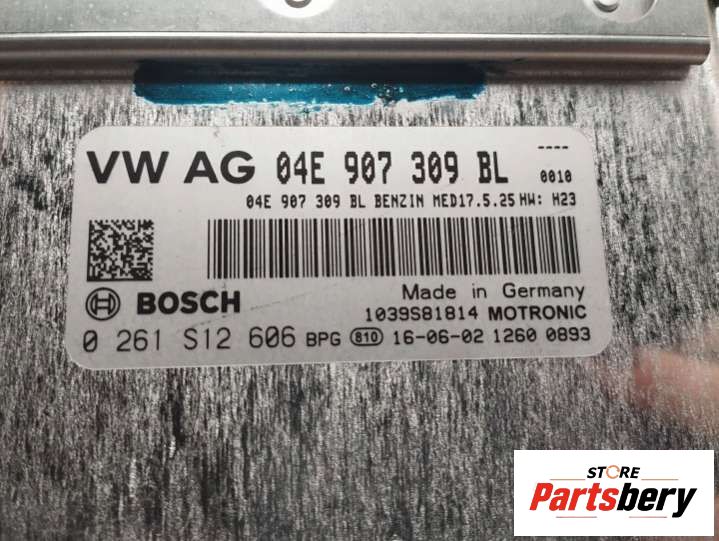 ----
VW AG 04E 907 309 BL 0010
04E 907 309 BL BENZIN MED17.5.25 HW: H23
BOSCH
Made in Germany
1039S81814 MOTRONIC
0 261 S12 606 BPG 810 16-06-02 1260 0893
STORE
Partsbery